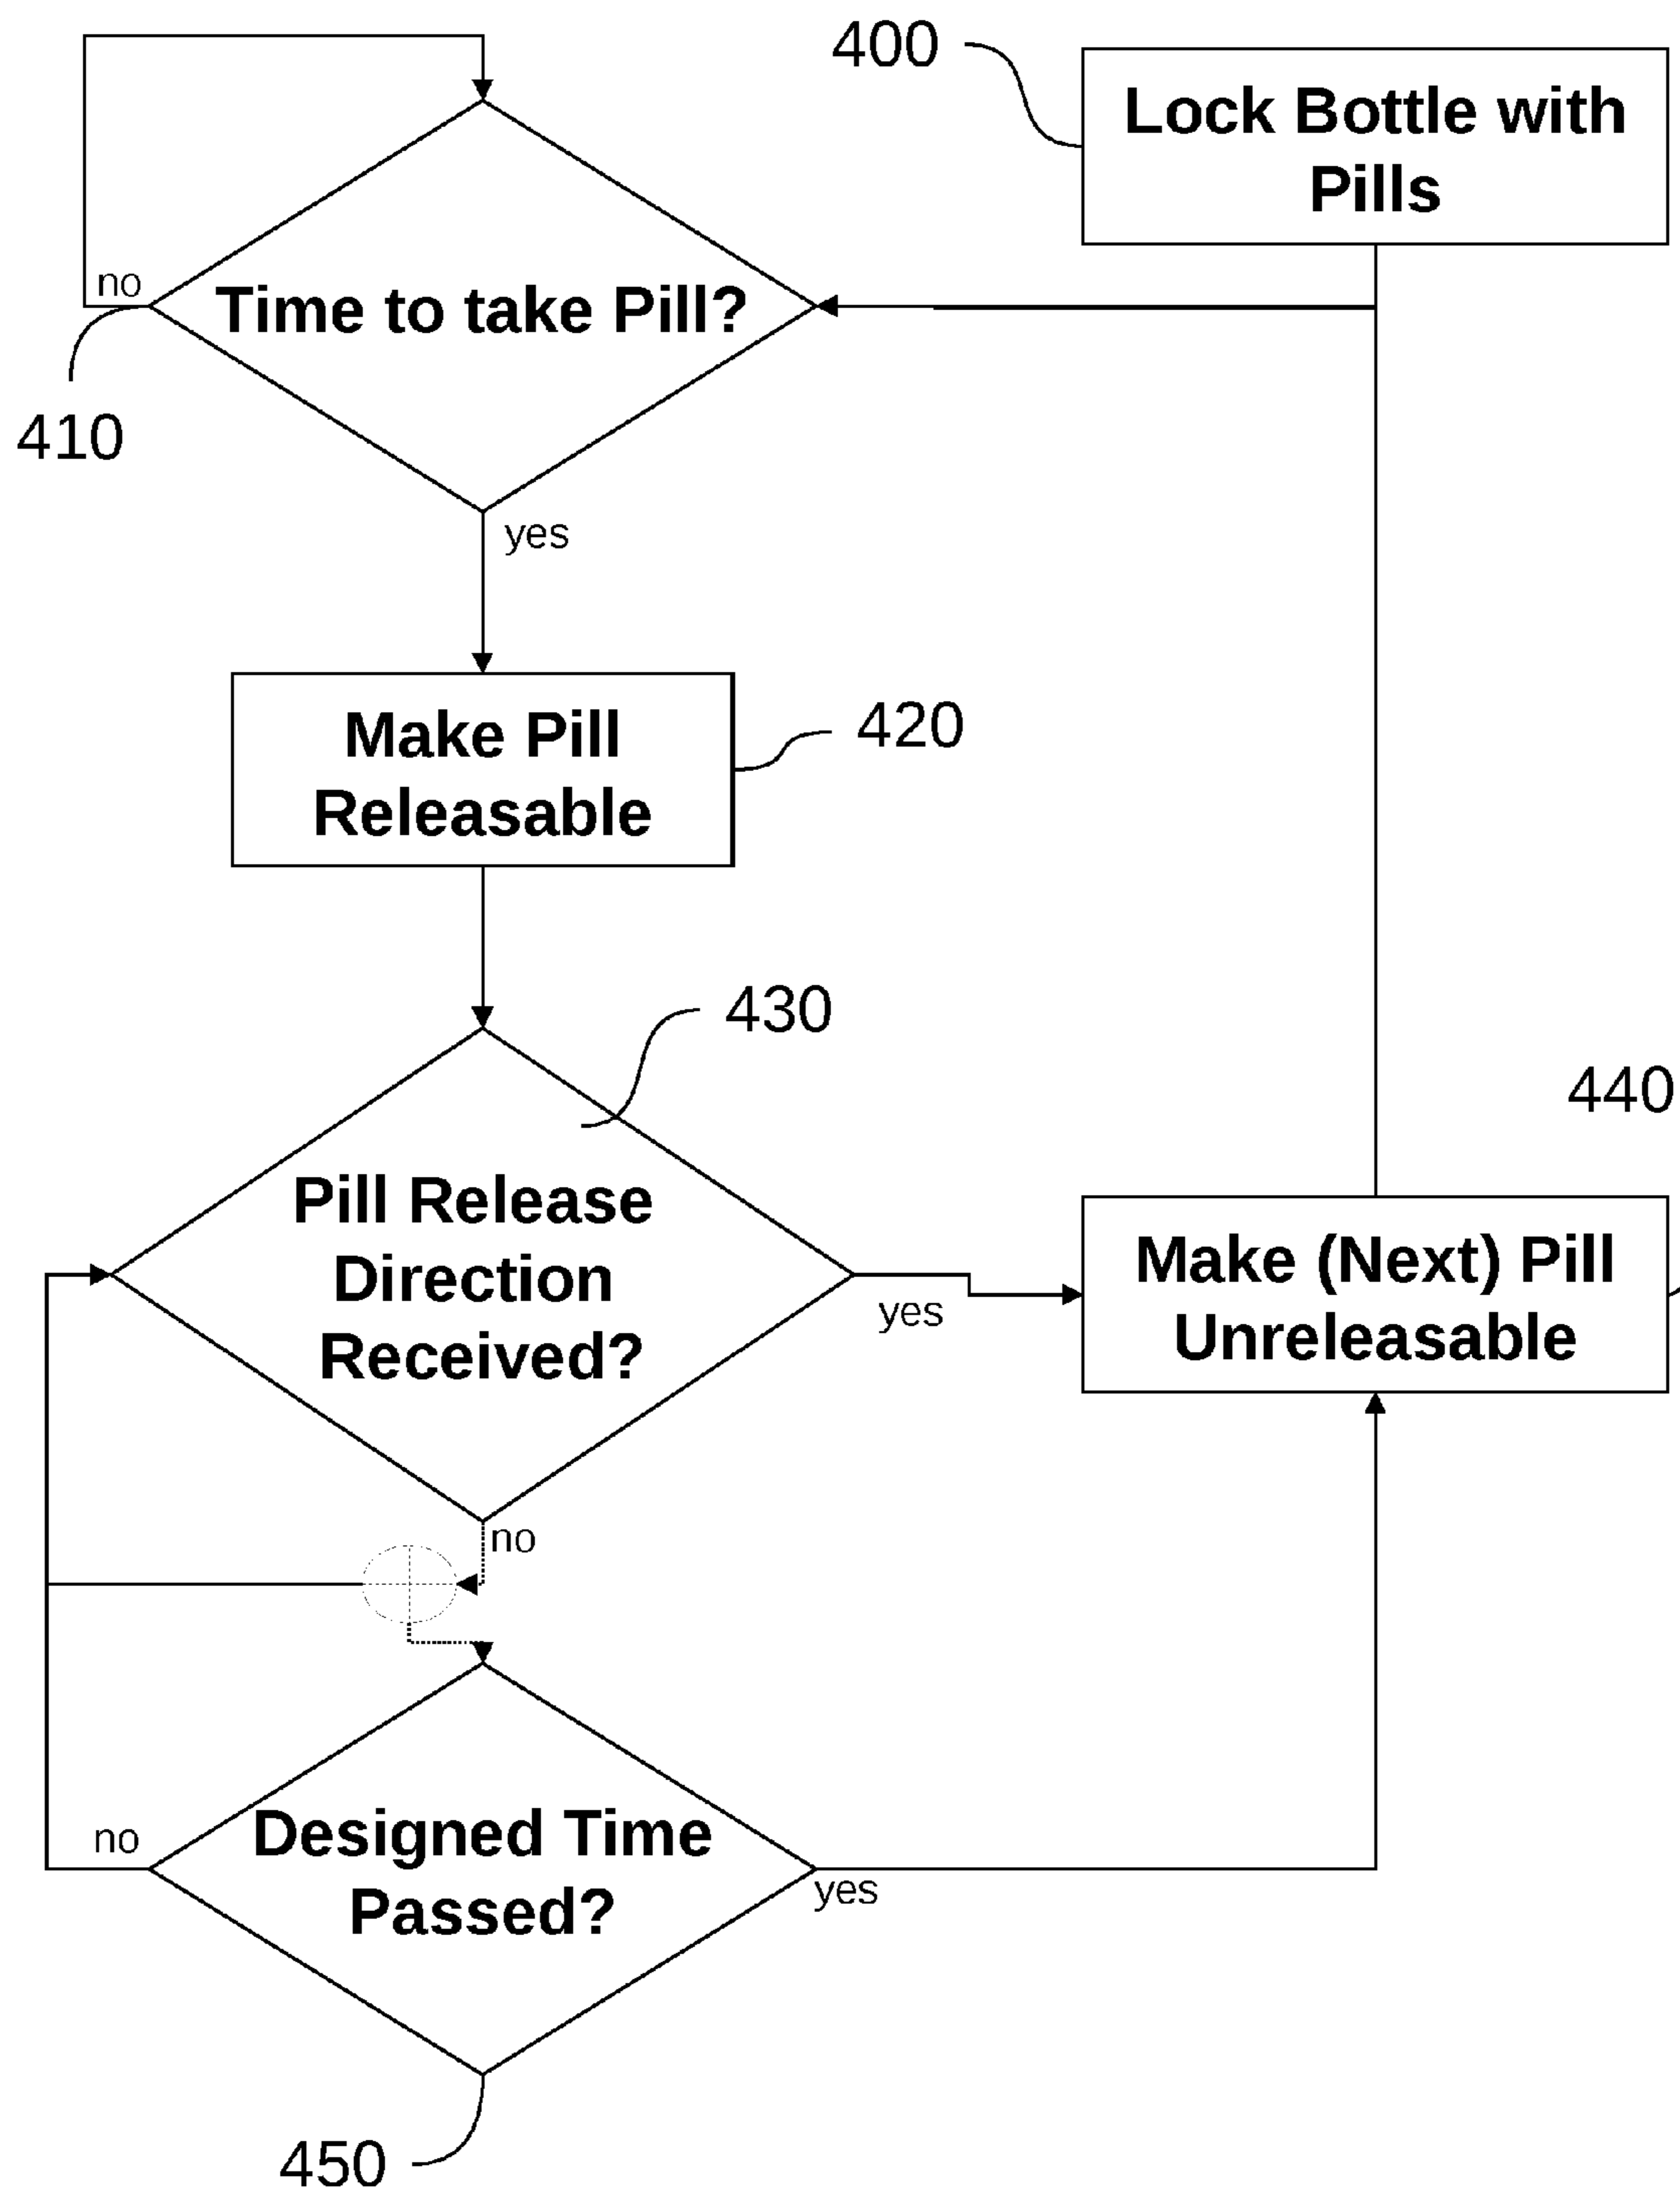 400
Lock Bottle with
Pills
no
Time to take Pill?
410
yes
Make Pill
Releasable
420
430
440
Pill Release
Direction
Received?
yes
Make (Next) Pill
Unreleasable
no
no
Designed Time
Passed?
yes
450